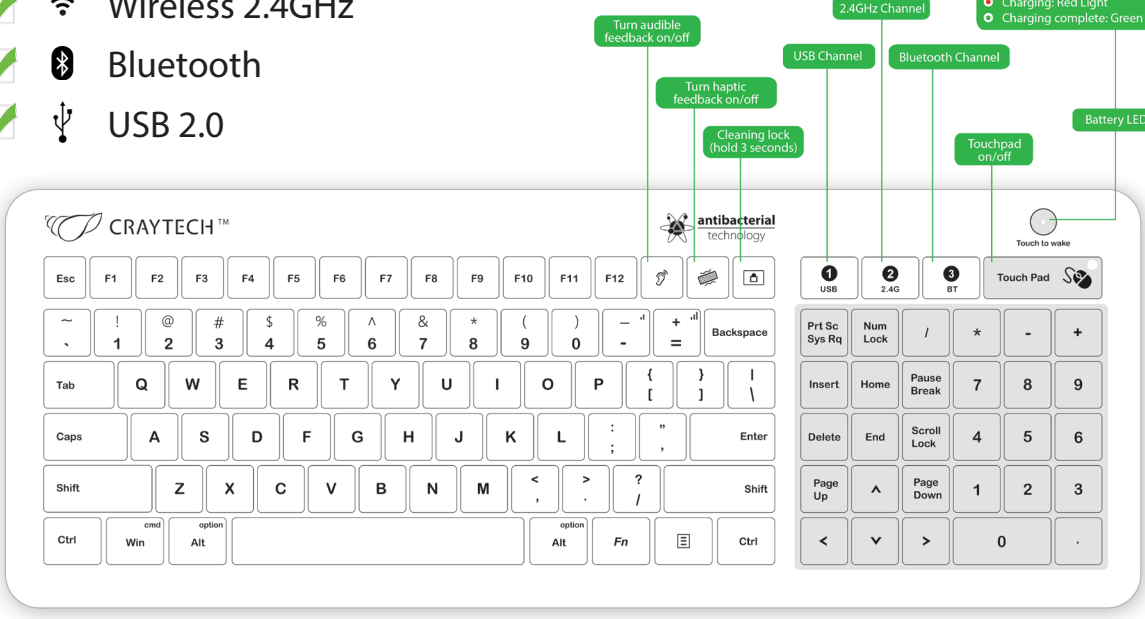 Wireless 2.4GHz
Bluetooth
USB 2.0
Turn audible
feedback on/off
Turn haptic
feedback on/off
Cleaning lock
(hold 3 seconds)
2.4GHz Channel
USB Channel
Bluetooth Channel
Charging: Red Light
Charging complete: Green
Battery LED
Touchpad
on/off
CRAYTECH™
antibacterial
technology
Touch to wake
Esc F1 F2 F3 F4 F5 F6 F7 F8 F9 F10 F11 F12
1 2 3
USB 2.4G BT
Touch Pad
~ ! @ # $ % ^ & * ( ) _ +
` 1 2 3 4 5 6 7 8 9 0 - = Backspace
Tab Q W E R T Y U I O P { } |
[ ] \
Caps A S D F G H J K L : " Enter
; '
Shift Z X C V B N M < > ? Shift
, . /
cmd option option
Ctrl Win Alt Alt Fn Ctrl
Prt Sc Num / * - +
Sys Rq Lock
Insert Home Pause 7 8 9
Break
Delete End Scroll 4 5 6
Lock
Page ^ Page 1 2 3
Up Down
< v > 0 .